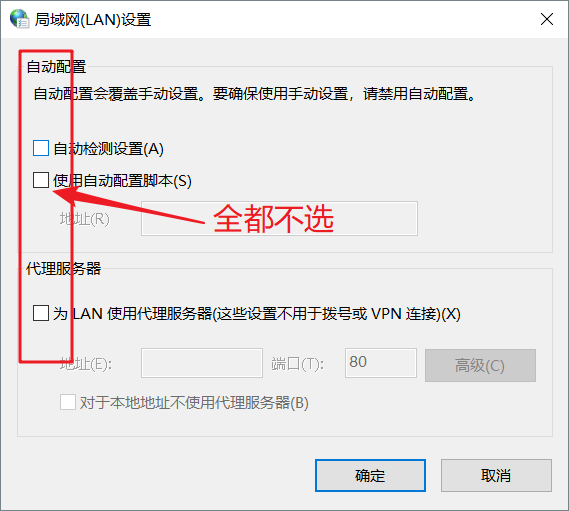 局域网(LAN)设置
自动配置
自动配置会覆盖手动设置。要确保使用手动设置，请禁用自动配置。
自动检测设置(A)
使用自动配置脚本(S)
地址(R)
全都不选
代理服务器
为 LAN 使用代理服务器(这些设置不用于拨号或 VPN 连接)(X)
地址(E): 端口(T): 80 高级(C)
对于本地地址不使用代理服务器(B)
确定 取消